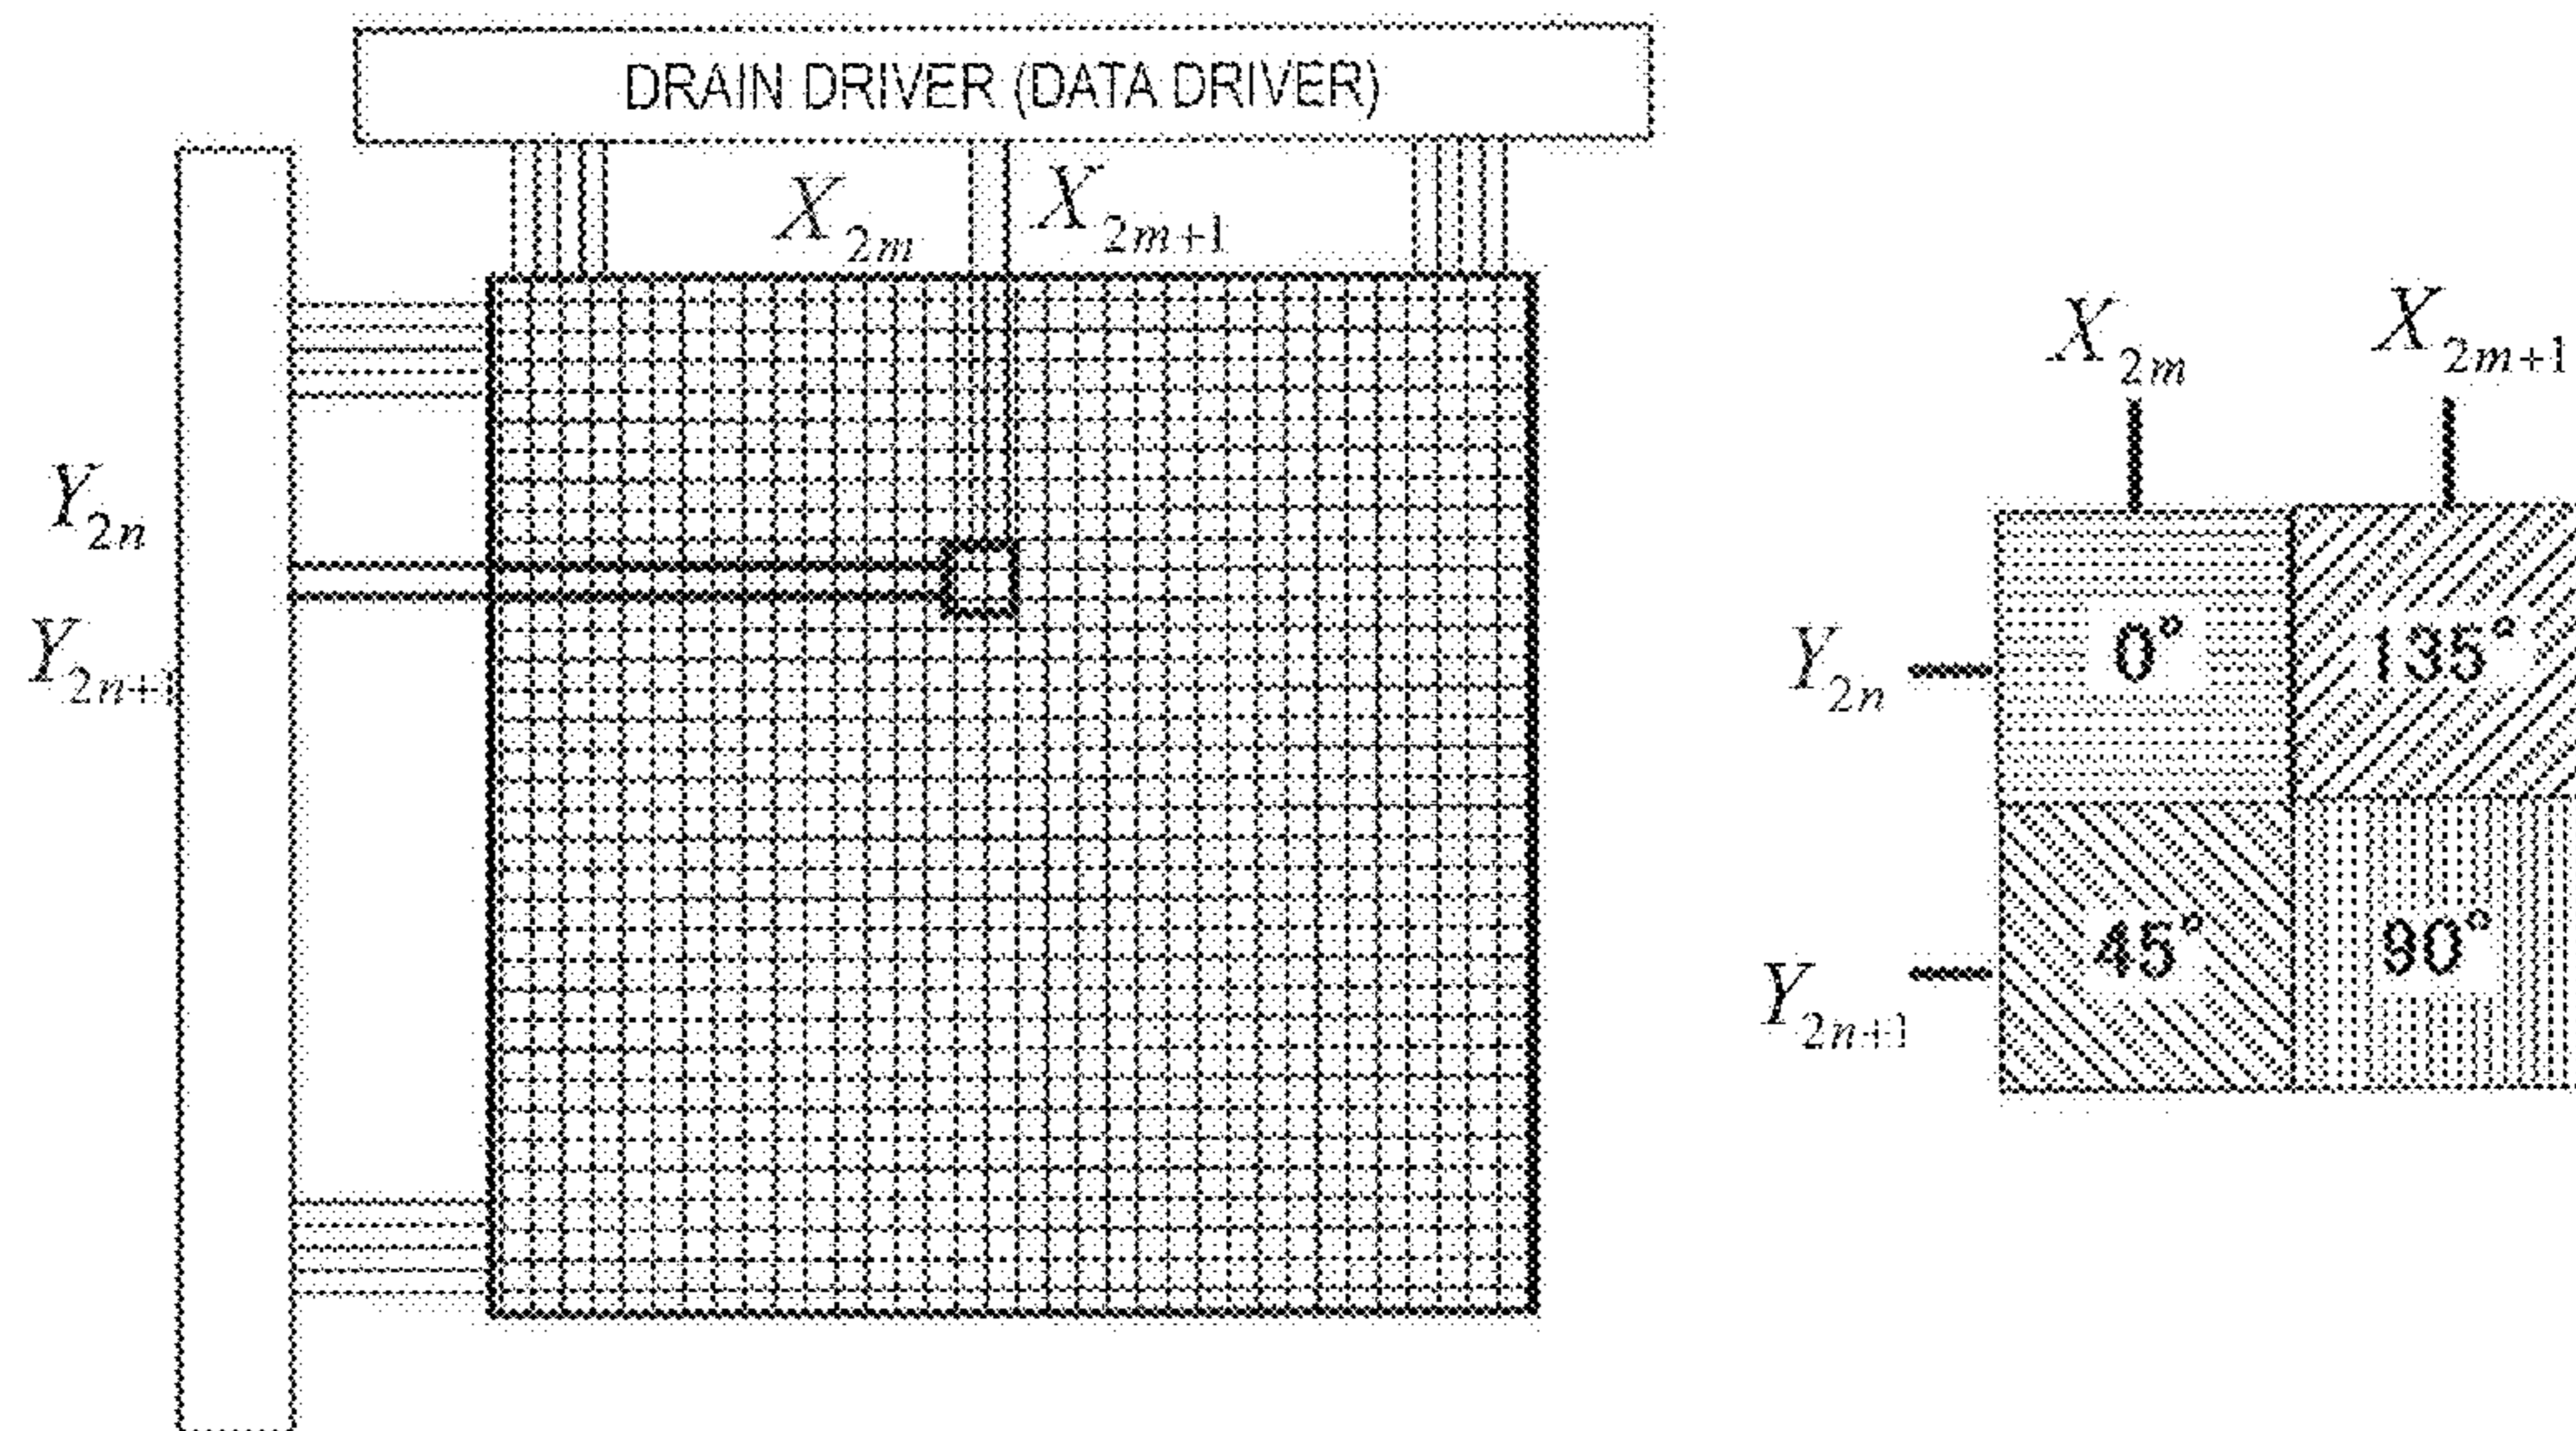 DRAIN DRIVER (DATA DRIVER)
X2m X2m+1
Y2n
Y2n+1
X2m X2m+1
Y2n 0° 135°
Y2n+1 45° 90°